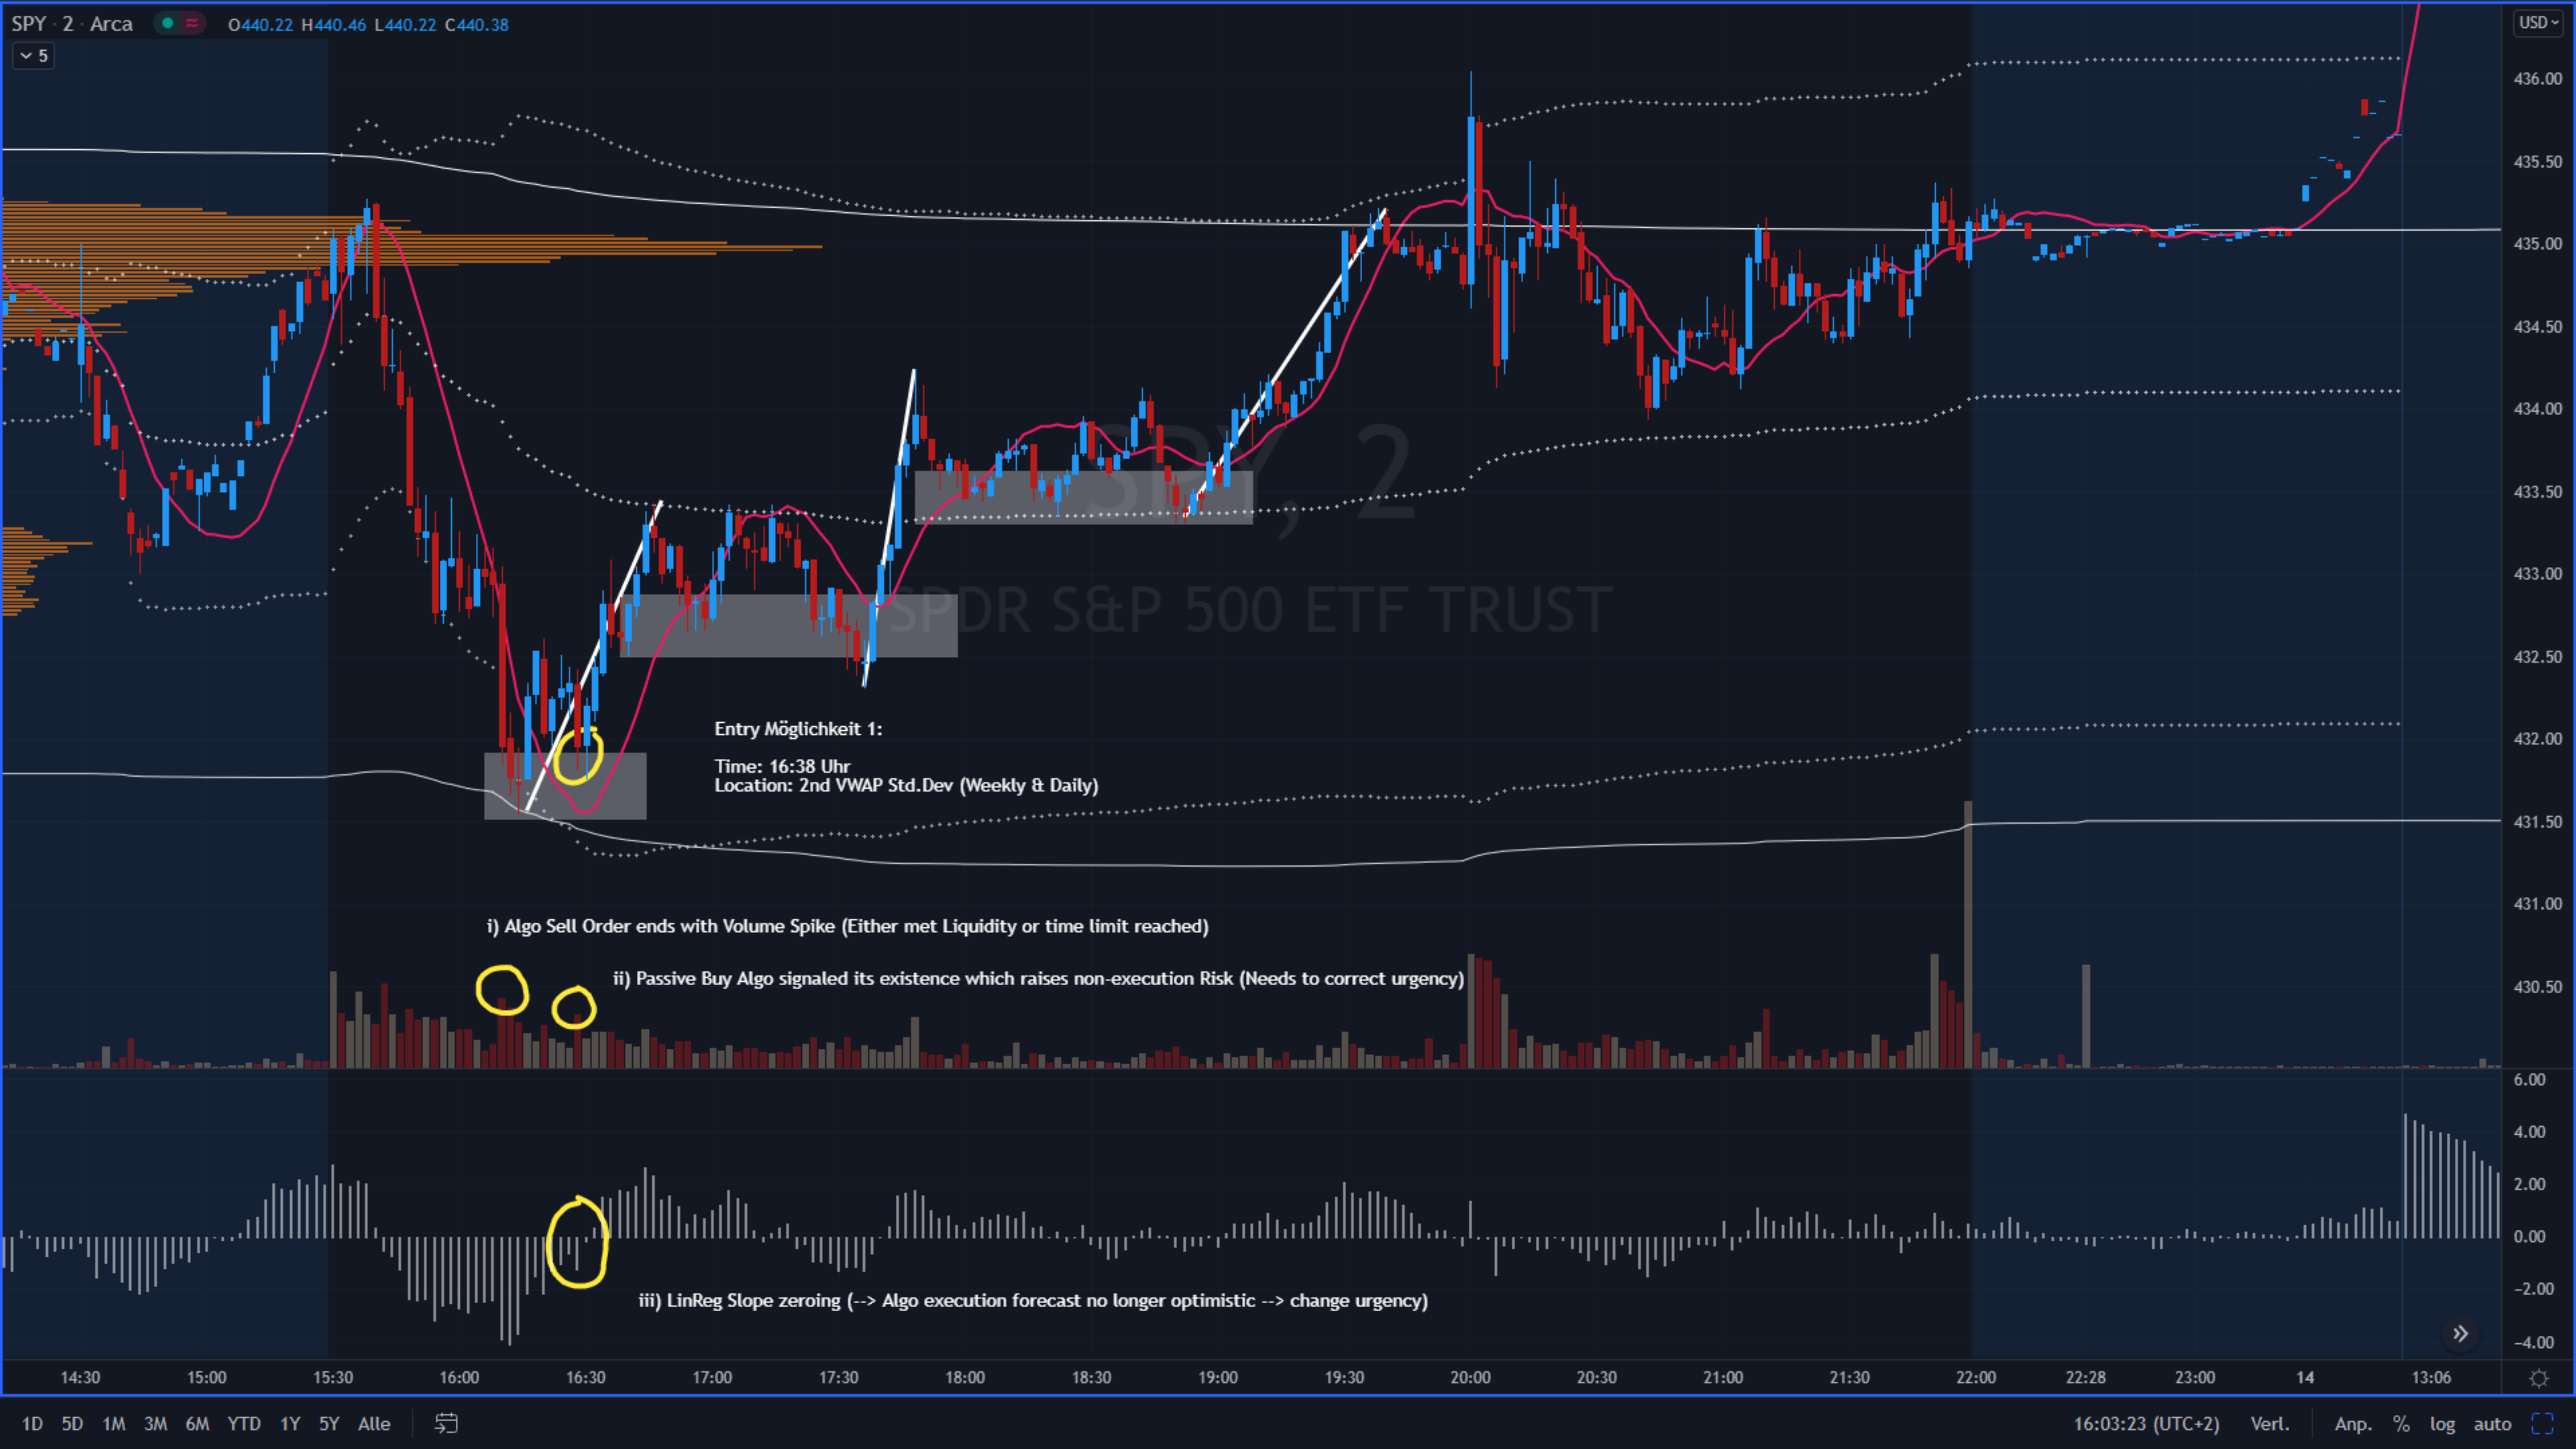 SPY · 2 · Arca O440.22 H440.46 L440.22 C440.38
USD
5
436.00
435.50
435.00
434.50
434.00
433.50
433.00
432.50
432.00
431.50
431.00
430.50
SPY, 2
SPDR S&P 500 ETF TRUST
Entry Möglichkeit 1:
Time: 16:38 Uhr
Location: 2nd VWAP Std.Dev (Weekly & Daily)
i) Algo Sell Order ends with Volume Spike (Either met Liquidity or time limit reached)
ii) Passive Buy Algo signaled its existence which raises non-execution Risk (Needs to correct urgency)
6.00
4.00
2.00
0.00
−2.00
−4.00
iii) LinReg Slope zeroing (--> Algo execution forecast no longer optimistic --> change urgency)
14:30 15:00 15:30 16:00 16:30 17:00 17:30 18:00 18:30 19:00 19:30 20:00 20:30 21:00 21:30 22:00 22:28 23:00 14 13:06
1D 5D 1M 3M 6M YTD 1Y 5Y Alle 16:03:23 (UTC+2) Verl. Anp. % log auto